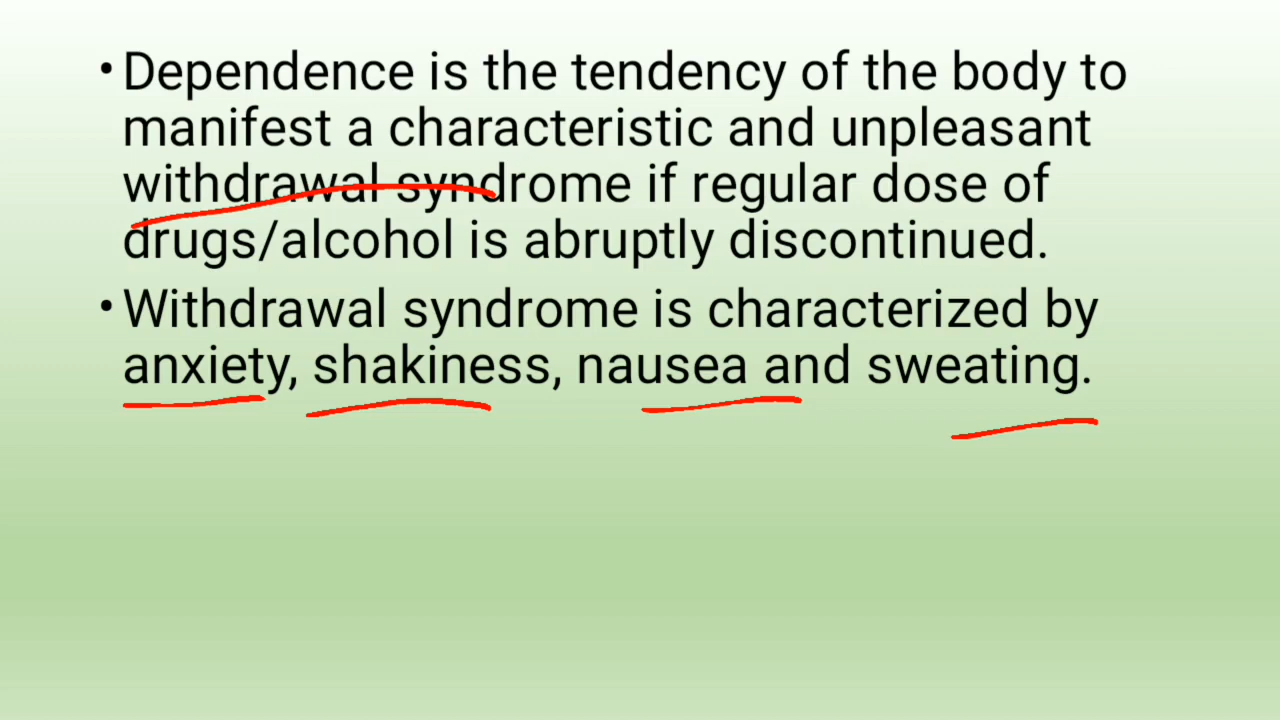 •Dependence is the tendency of the body to
manifest a characteristic and unpleasant
withdrawal syndrome if regular dose of
drugs/alcohol is abruptly discontinued.
•Withdrawal syndrome is characterized by
anxiety, shakiness, nausea and sweating.